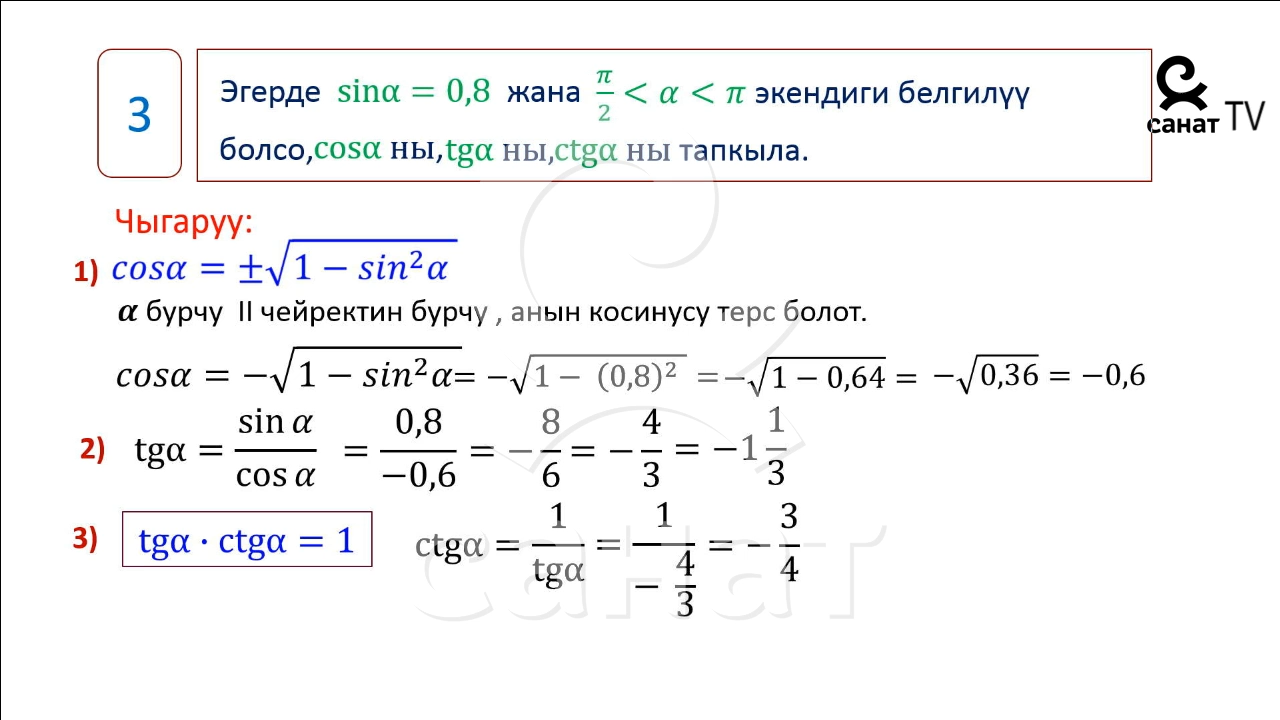 3
Эгерде sinα = 0,8 жана π/2 < α < π экендиги белгилүү
болсо,cosα ны,tgα ны,ctgα ны тапкыла.
санат TV
Чыгаруу:
1) cosα = ±√(1 − sin²α)
α бурчу II чейректин бурчу , анын косинусу терс болот.
cosα = −√(1 − sin²α) = −√(1 − (0,8)²) = −√(1 − 0,64) = −√(0,36) = −0,6
2) tgα = sin α/cos α = 0,8/−0,6 = −8/6 = −4/3 = −1 1/3
3) tgα · ctgα = 1 ctgα = 1/tgα = 1/(−4/3) = −3/4
санат